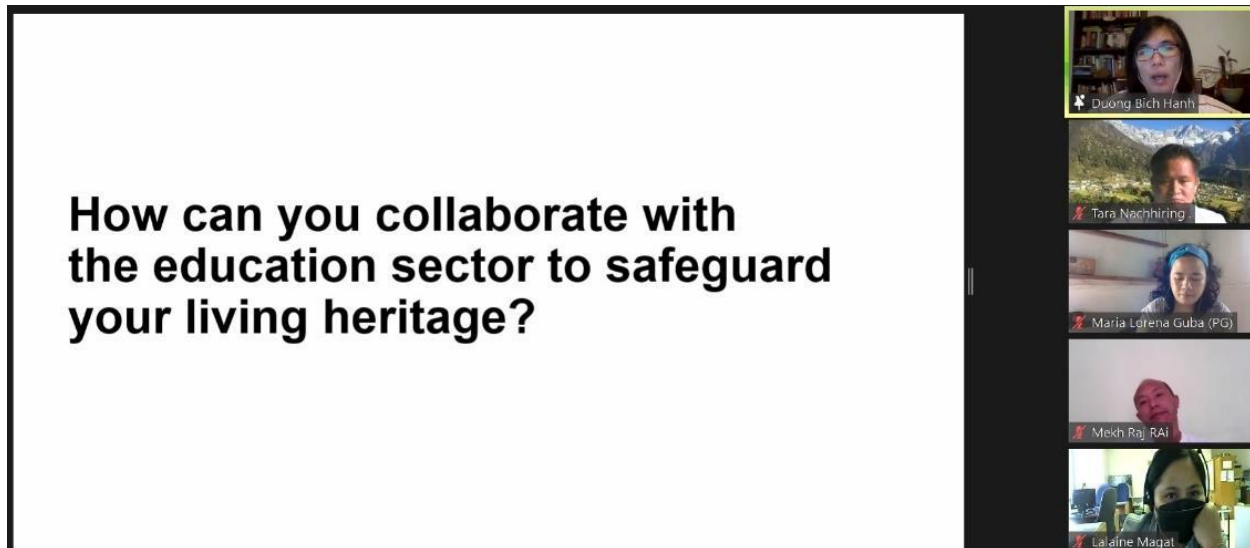 How can you collaborate with
the education sector to safeguard
your living heritage?
Duong Bich Hanh
Tara Nachhiring
Maria Lorena Guba (PG)
Mekh Raj RAi
Lalaine Magat